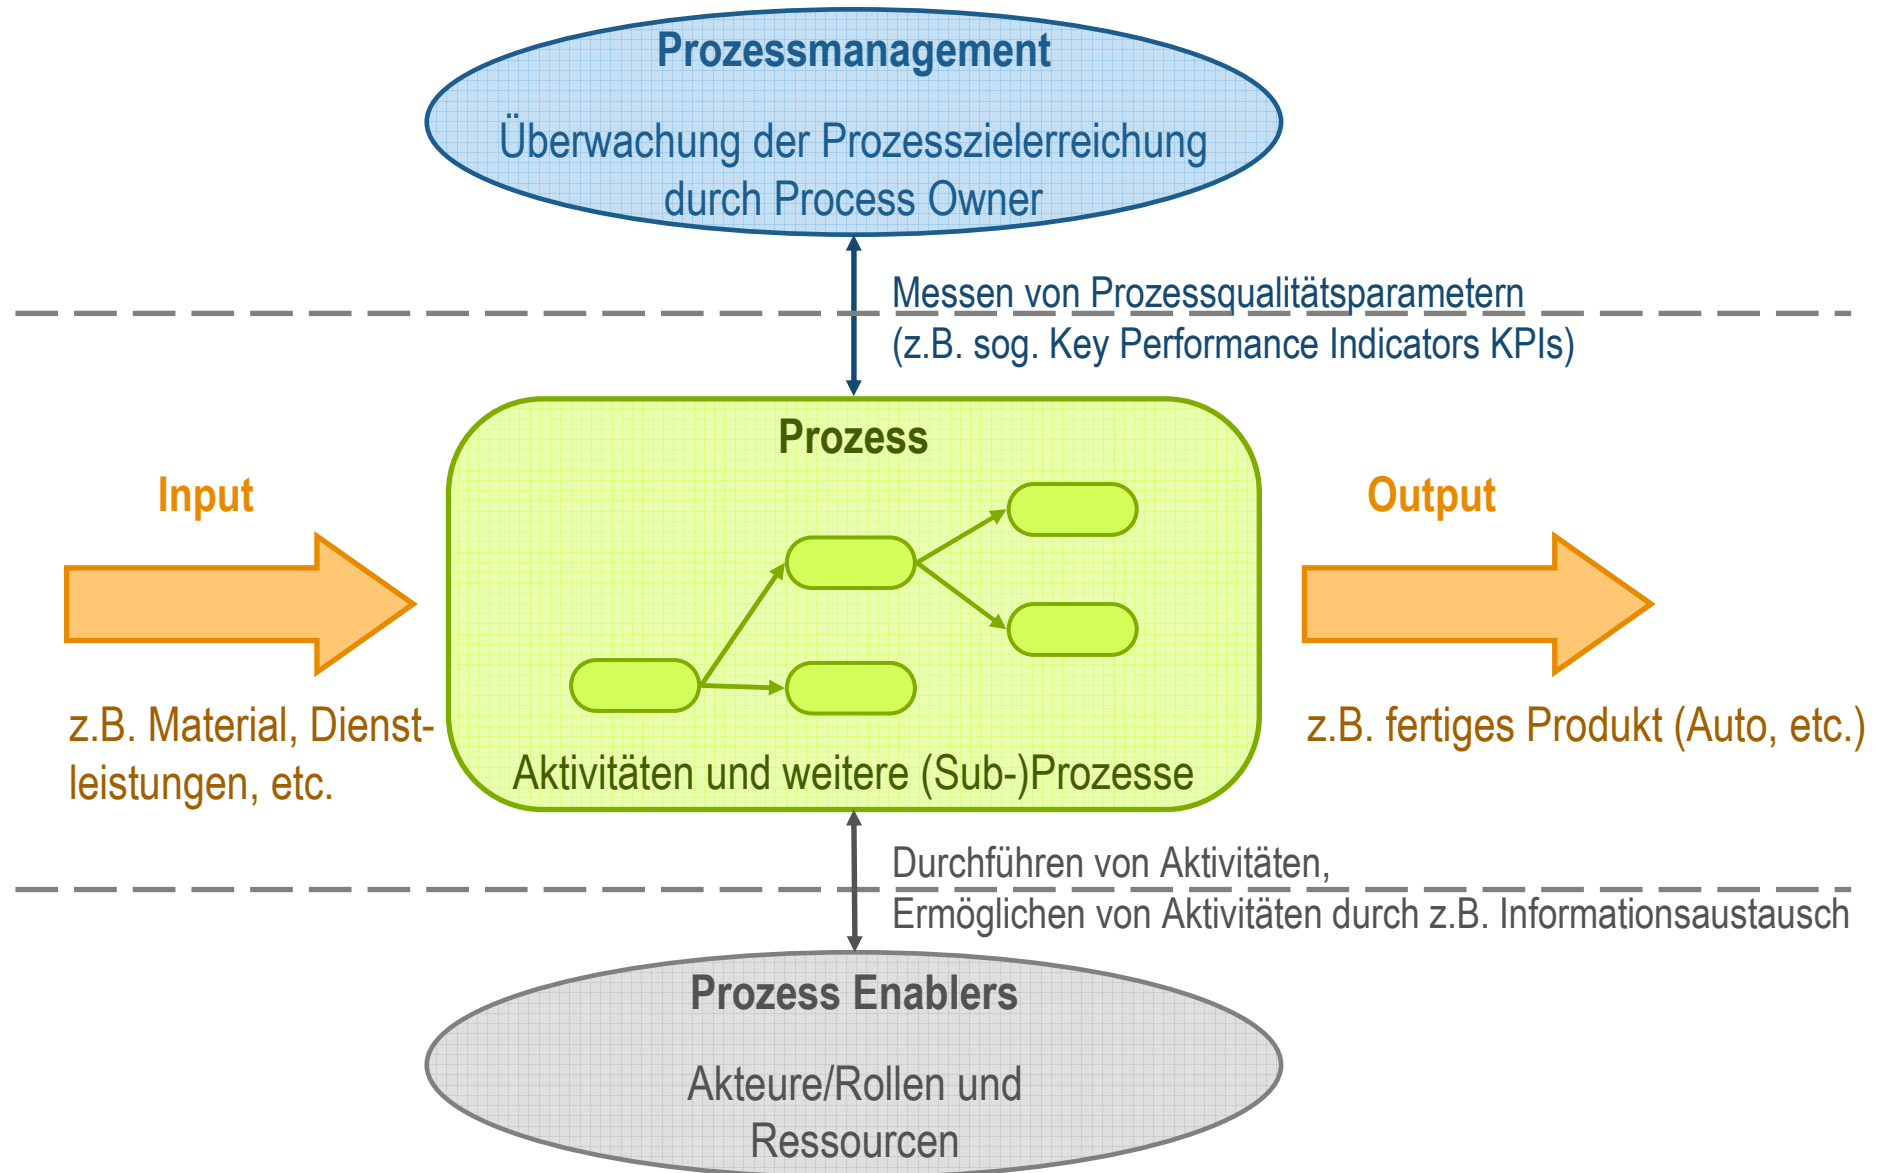 Prozessmanagement
Überwachung der Prozesszielerreichung
durch Process Owner
Messen von Prozessqualitätsparametern
(z.B. sog. Key Performance Indicators KPIs)
Prozess
Input
Output
z.B. Material, Dienst-
leistungen, etc.
z.B. fertiges Produkt (Auto, etc.)
Aktivitäten und weitere (Sub-)Prozesse
Durchführen von Aktivitäten,
Ermöglichen von Aktivitäten durch z.B. Informationsaustausch
Prozess Enablers
Akteure/Rollen und
Ressourcen